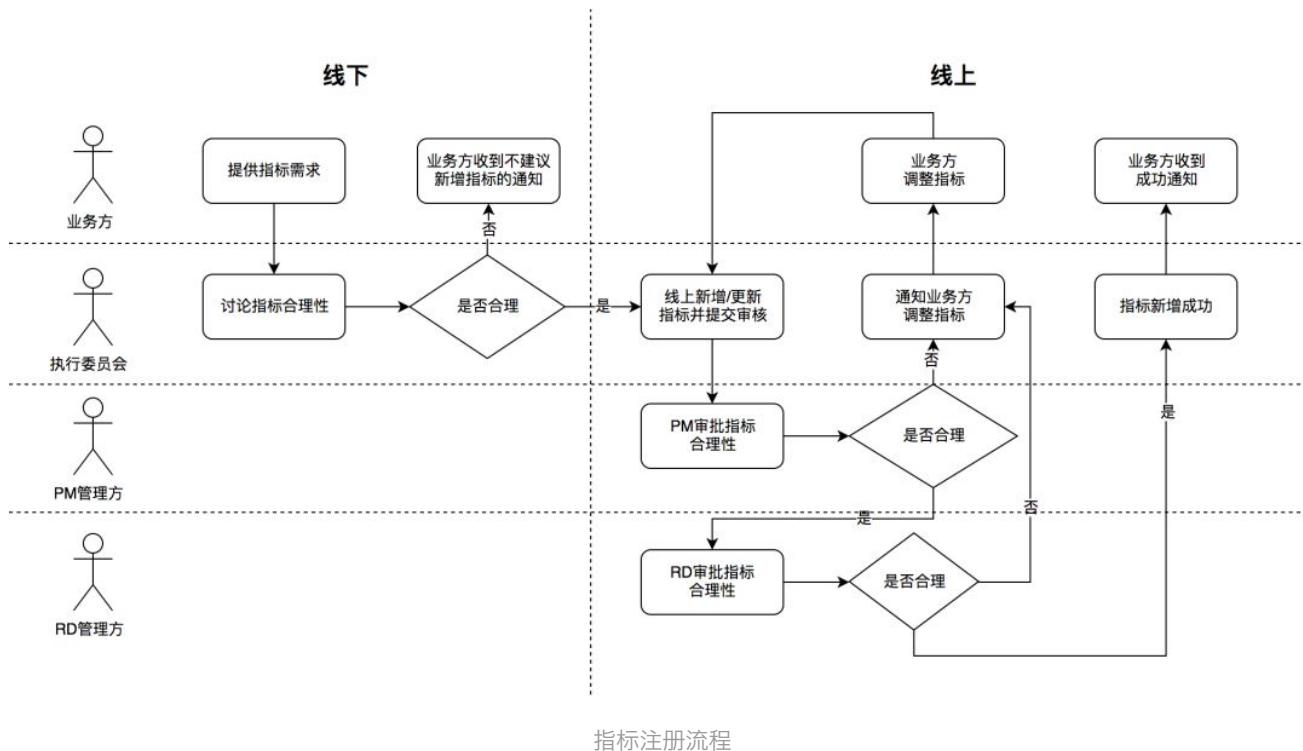 线下
线上
业务方
提供指标需求
业务方收到不建议
新增指标的通知
业务方
调整指标
业务方收到
成功通知
否
执行委员会
讨论指标合理性
是否合理
是
线上新增/更新
指标并提交审核
通知业务方
调整指标
指标新增成功
否
是
PM管理方
PM审批指标
合理性
是否合理
否
是
RD管理方
RD审批指标
合理性
是否合理
指标注册流程